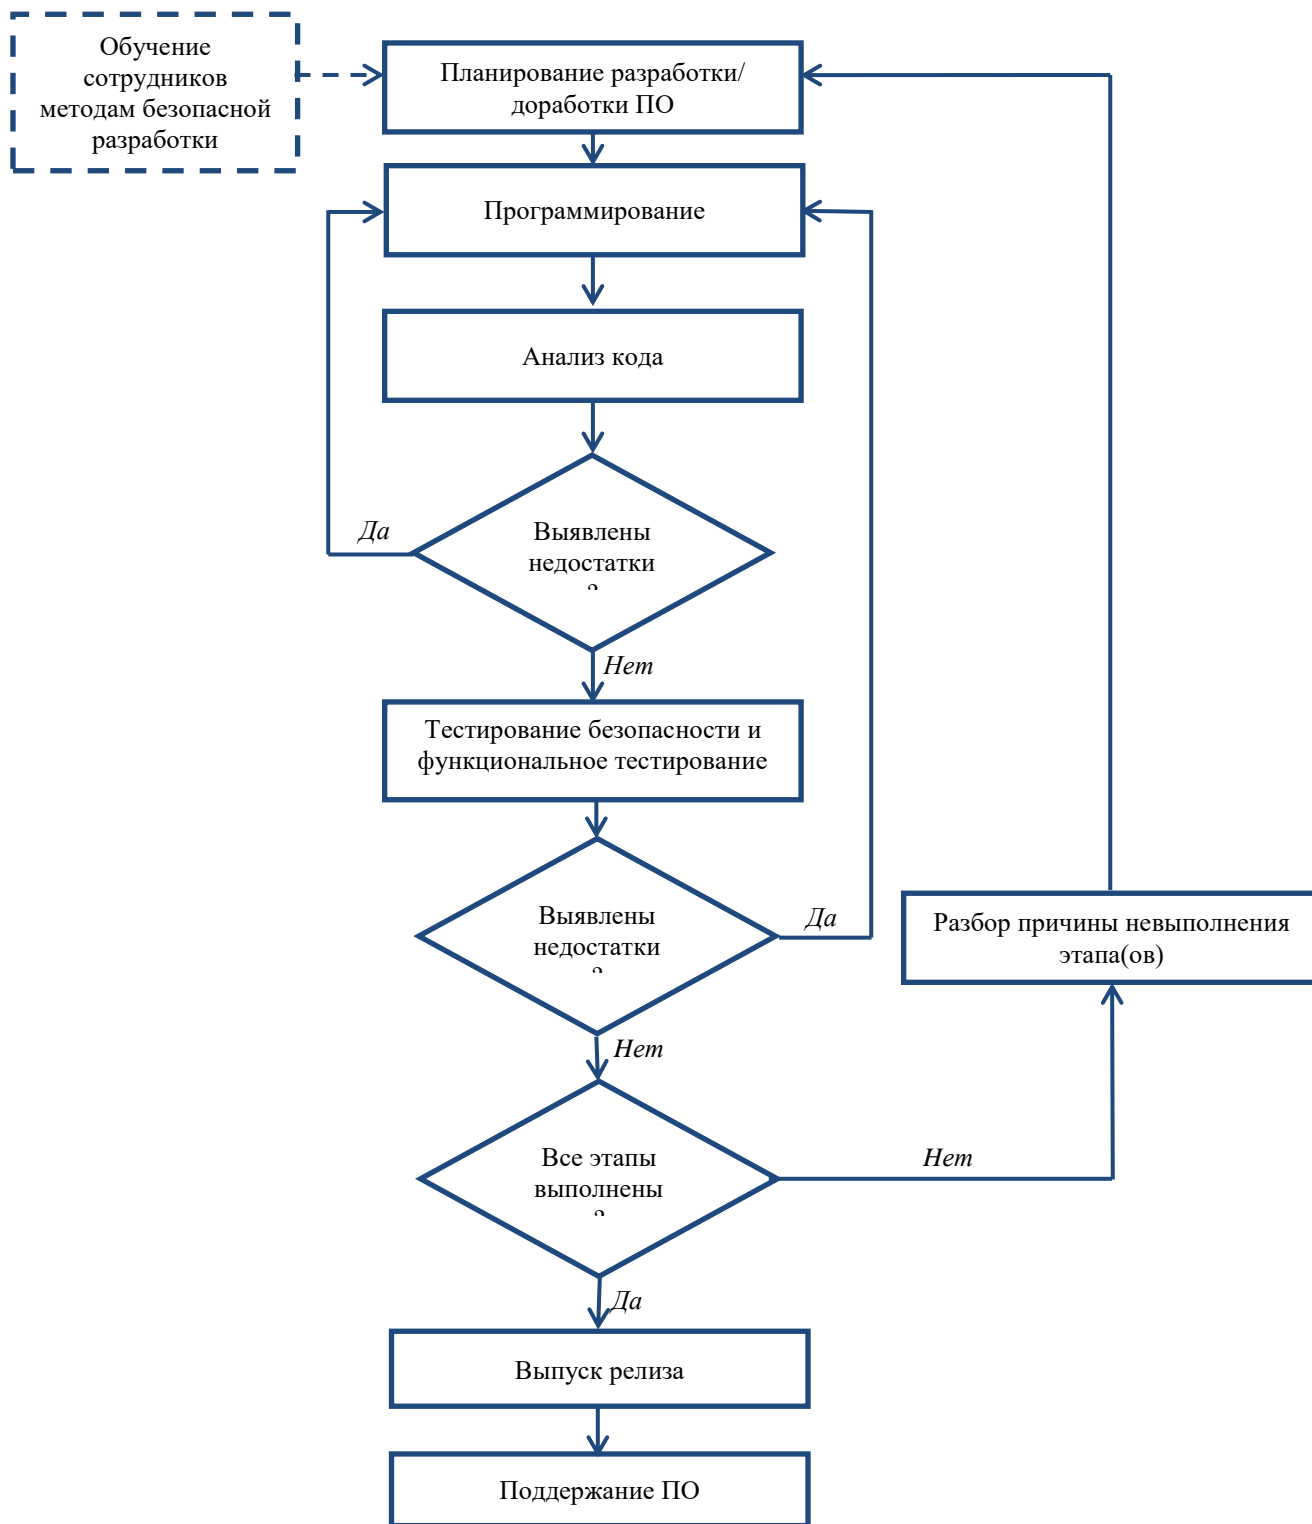 Обучение
сотрудников
методам безопасной
разработки
Планирование разработки/
доработки ПО
Программирование
Анализ кода
Выявлены
недостатки
?
Да
Нет
Тестирование безопасности и
функциональное тестирование
Выявлены
недостатки
?
Да
Разбор причины невыполнения
этапа(ов)
Нет
Все этапы
выполнены
?
Нет
Да
Выпуск релиза
Поддержание ПО